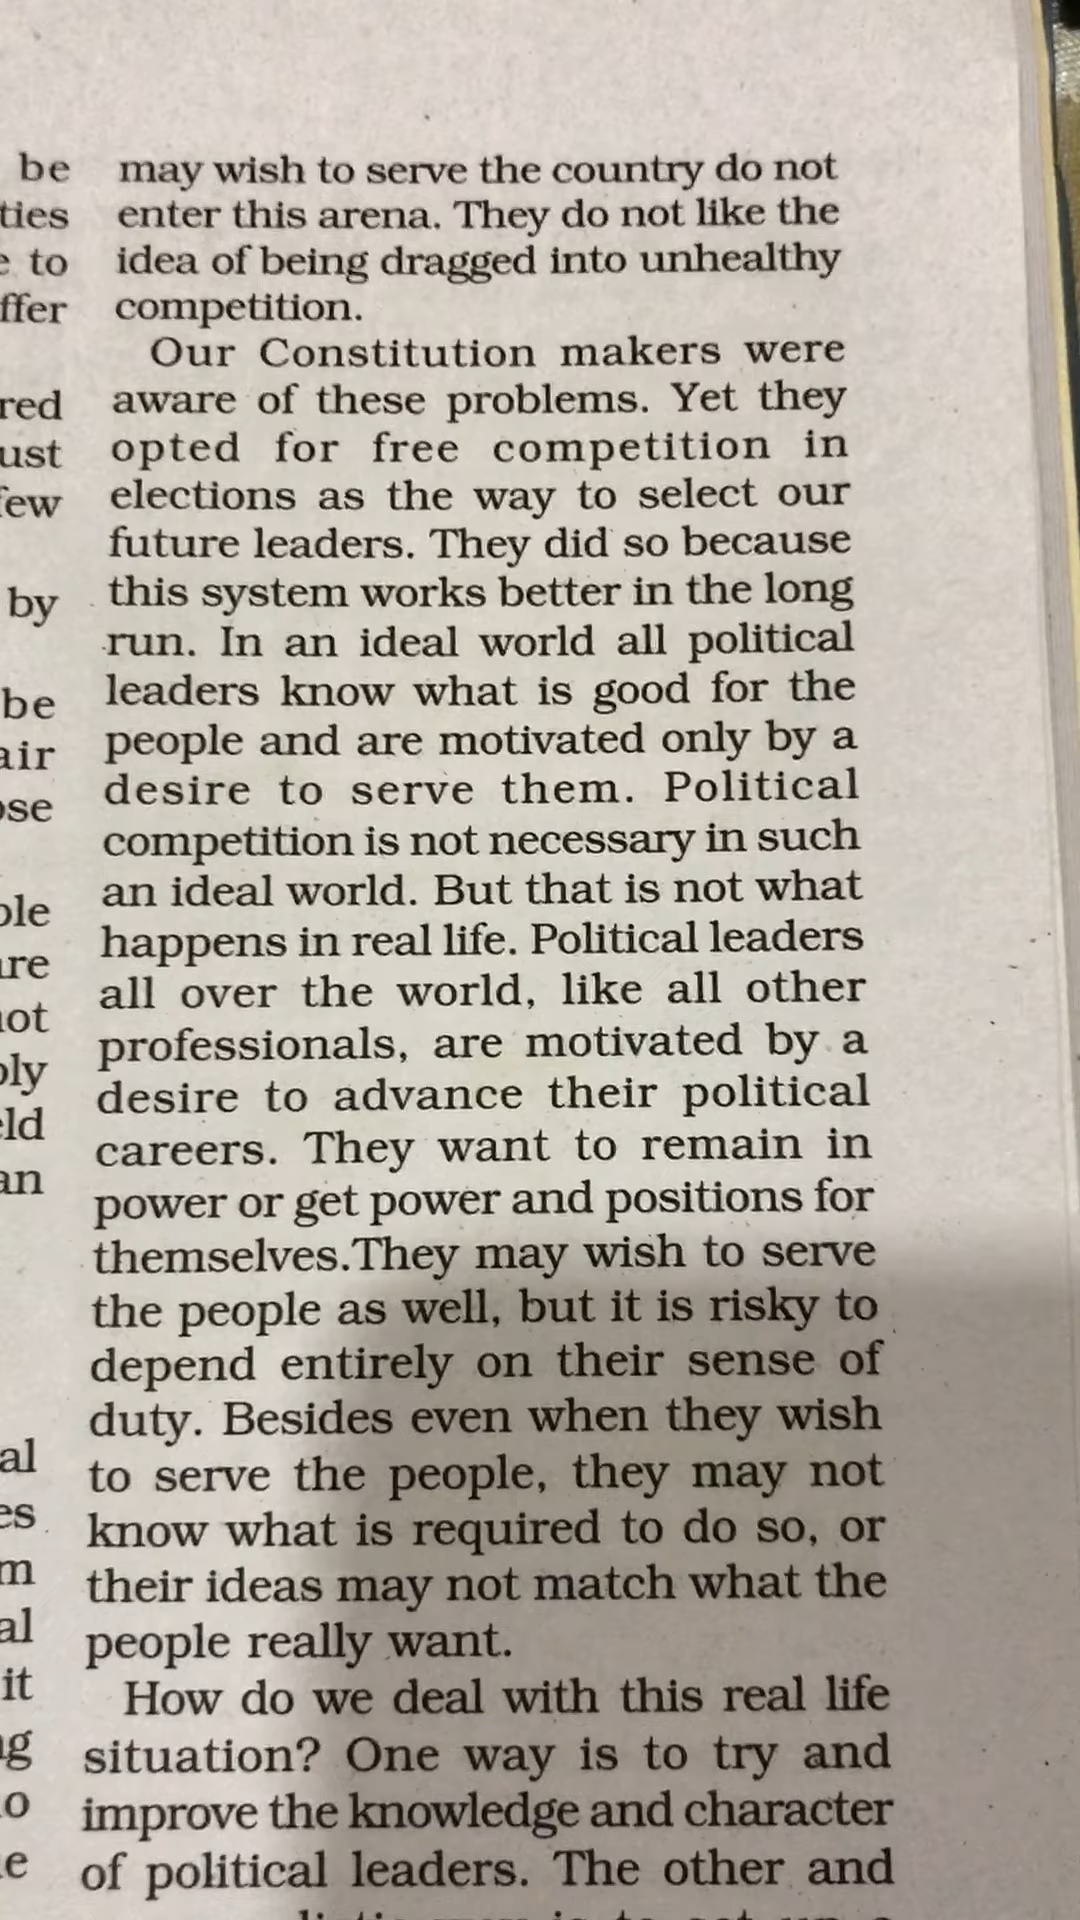 be
ties
to
red
by
be
may wish to serve the country do not
enter this arena. They do not like the
idea of being dragged into unhealthy
competition.
Our Constitution makers were
aware of these problems. Yet they
opted for free competition in
elections as the way to select our
future leaders. They did so because
this system works better in the long
run. In an ideal world all political
leaders know what is good for the
people and are motivated only by a
desire to serve them. Political
competition is not necessary in such
an ideal world. But that is not what
happens in real life. Political leaders
all over the world, like all other
professionals, are motivated by a
desire to advance their political
careers. They want to remain in
power or get power and positions for
themselves.They may wish to serve
the people as well, but it is risky to
depend entirely on their sense of
duty. Besides even when they wish
to serve the people, they may not
know what is required to do so, or
their ideas may not match what the
people really want.
How do we deal with this real life
situation? One way is to try and
improve the knowledge and character
of political leaders. The other and